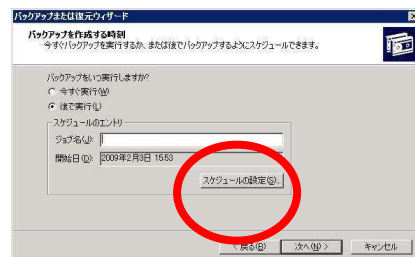 バックアップまたは復元ウィザード
バックアップを作成する時刻
今すぐバックアップを実行するか、または後でバックアップするようにスケジュールできます。
バックアップをいつ実行しますか?
今すぐ実行(W)
後で実行(L)
スケジュールのエントリ
ジョブ名(J):
開始日(D): 2009年2月3日 15:53
スケジュールの設定(S)...
< 戻る(B) 次へ(N) > キャンセル